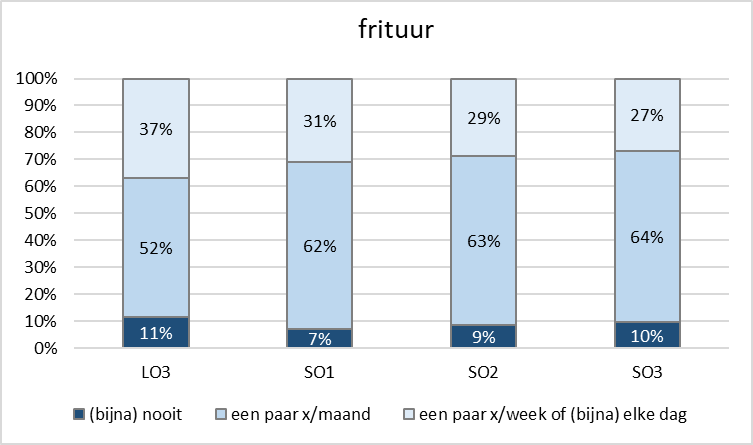 frituur
100%
90%
80%
70%
60%
50%
40%
30%
20%
10%
0%
37%
31%
29%
27%
52%
62%
63%
64%
11%
7%
9%
10%
LO3
SO1
SO2
SO3
(bijna) nooit
een paar x/maand
een paar x/week of (bijna) elke dag